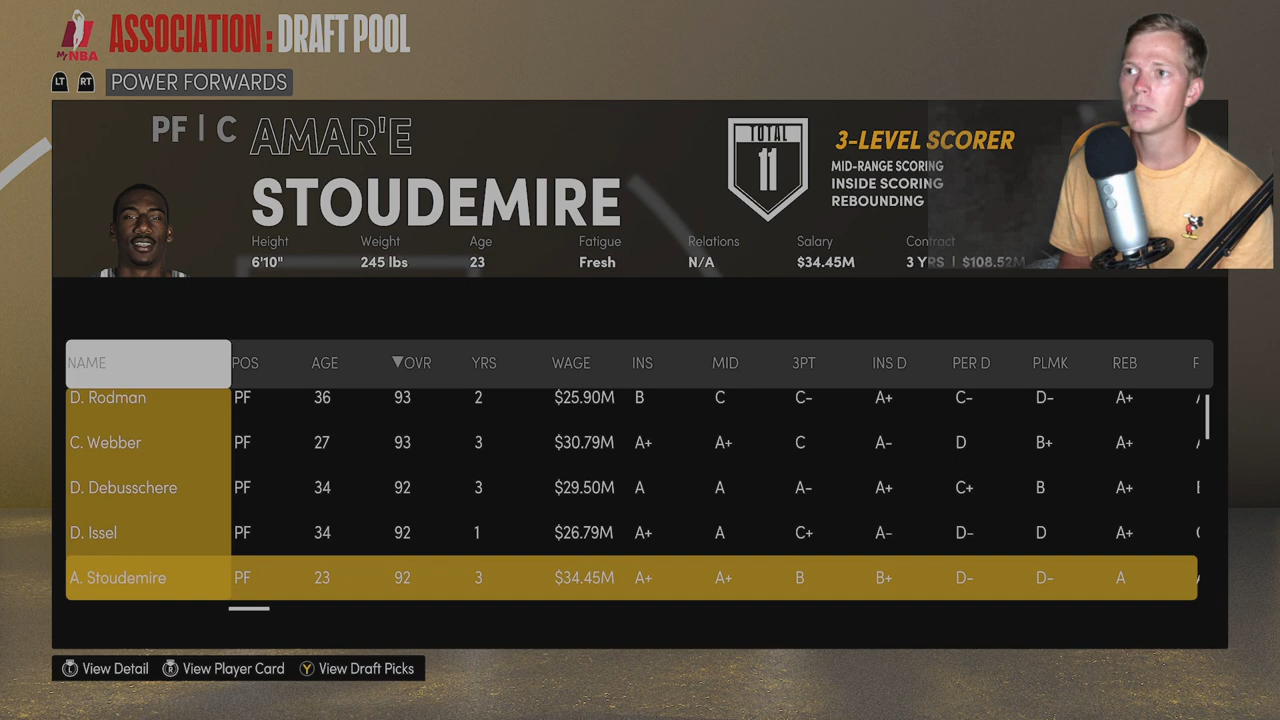 My NBA
ASSOCIATION : DRAFT POOL
LT RT POWER FORWARDS
PF | C AMAR'E
STOUDEMIRE
TOTAL
11
3-LEVEL SCORER
MID-RANGE SCORING
INSIDE SCORING
REBOUNDING
Height Weight Age Fatigue Relations Salary Contract
6'10" 245 lbs 23 Fresh N/A $34.45M 3 YRS | $108.52M
NAME POS AGE ▼OVR YRS WAGE INS MID 3PT INS D PER D PLMK REB
D. Rodman PF 36 93 2 $25.90M B C C- A+ C- D- A+
C. Webber PF 27 93 3 $30.79M A+ A+ C A- D B+ A+
D. Debusschere PF 34 92 3 $29.50M A A A- A+ C+ B A+
D. Issel PF 34 92 1 $26.79M A+ A C+ A- D- D A+
A. Stoudemire PF 23 92 3 $34.45M A+ A+ B B+ D- D- A
L View Detail R View Player Card Y View Draft Picks